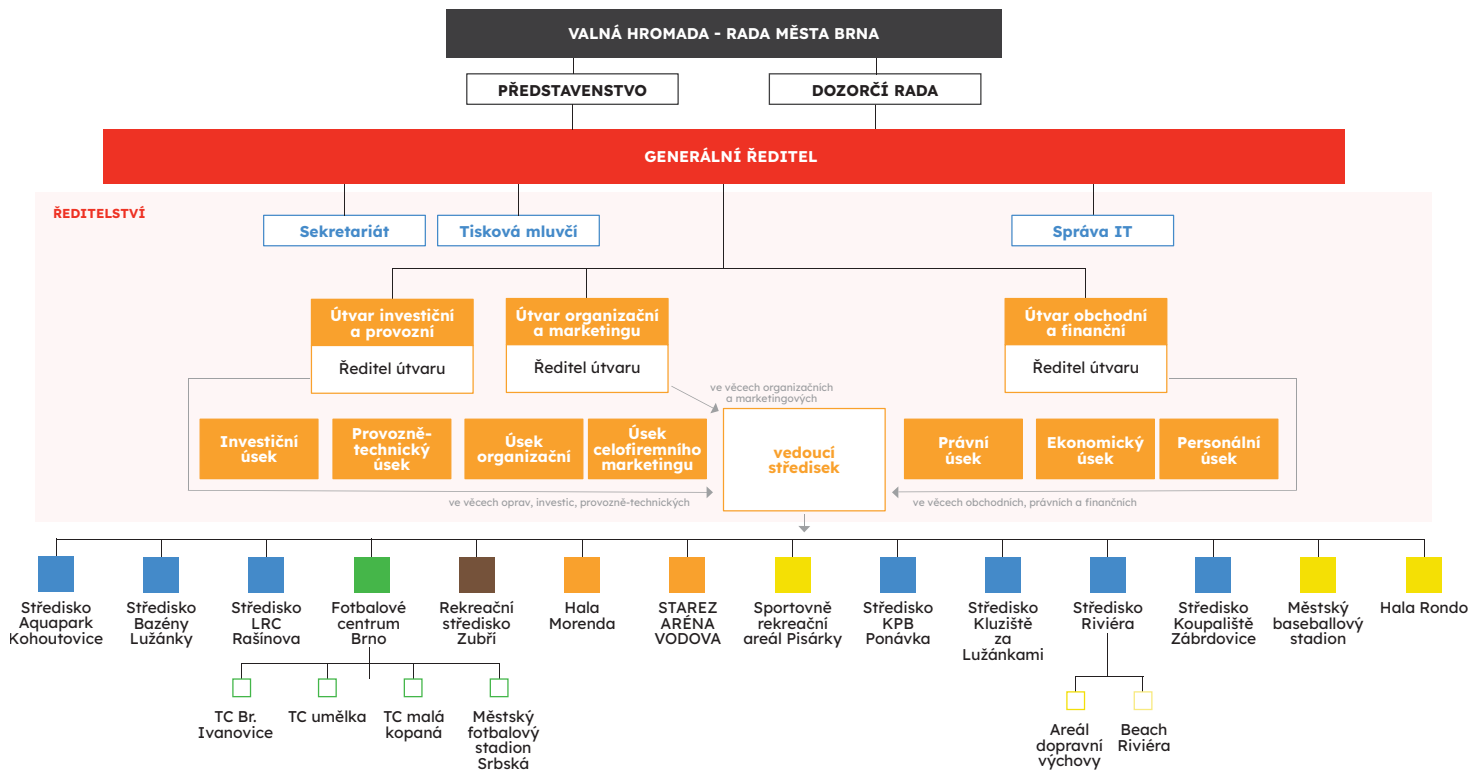 VALNÁ HROMADA - RADA MĚSTA BRNA
PŘEDSTAVENSTVO
DOZORČÍ RADA
GENERÁLNÍ ŘEDITEL
ŘEDITELSTVÍ
Sekretariát
Tisková mluvčí
Správa IT
Útvar investiční
a provozní
Ředitel útvaru
Útvar organizační
a marketingu
Ředitel útvaru
Útvar obchodní
a finanční
Ředitel útvaru
ve věcech organizačních
a marketingových
Investiční
úsek
Provozně-
technický
úsek
Úsek
organizační
Úsek
celofiremního
marketingu
vedoucí
středisek
Právní
úsek
Ekonomický
úsek
Personální
úsek
ve věcech oprav, investic, provozně-technických
ve věcech obchodních, právních a finančních
Středisko
Aquapark
Kohoutovice
Středisko
Bazény
Lužánky
Středisko
LRC
Rašínova
Fotbalové
centrum
Brno
Rekreační
středisko
Zubří
Hala
Morenda
STAREZ
ARÉNA
VODOVA
Sportovně
rekreační
areál Pisárky
Středisko
KPB
Ponávka
Středisko
Kluziště
za
Lužánkami
Středisko
Riviéra
Středisko
Koupaliště
Zábrdovice
Městský
baseballový
stadion
Hala Rondo
TC Br.
Ivanovice
TC umělka
TC malá
kopaná
Městský
fotbalový
stadion
Srbská
Areál
dopravní
výchovy
Beach
Riviéra